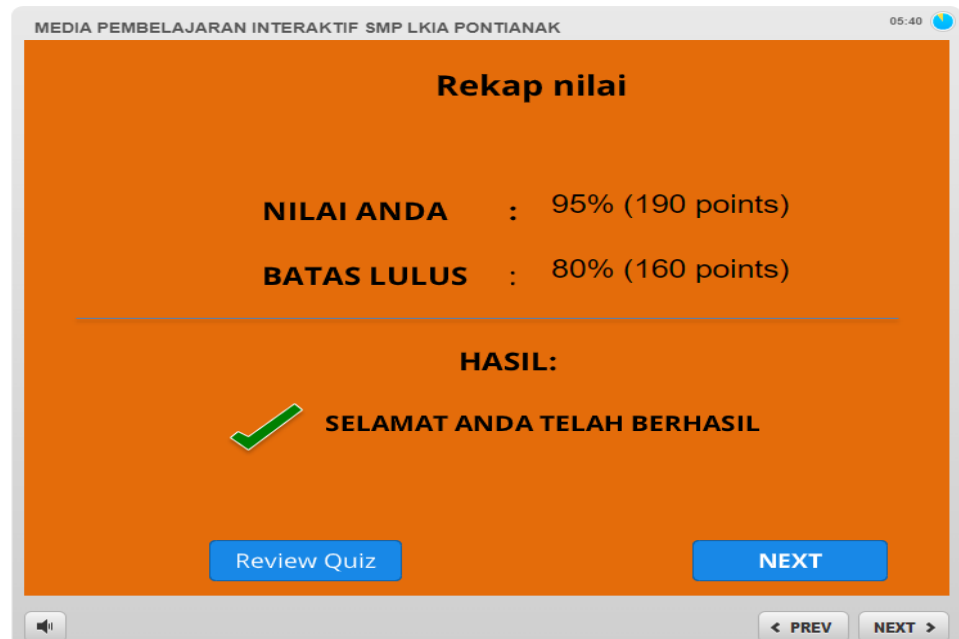 MEDIA PEMBELAJARAN INTERAKTIF SMP LKIA PONTIANAK
05:40
Rekap nilai
NILAI ANDA : 95% (190 points)
BATAS LULUS : 80% (160 points)
HASIL:
SELAMAT ANDA TELAH BERHASIL
Review Quiz
NEXT
< PREV
NEXT >